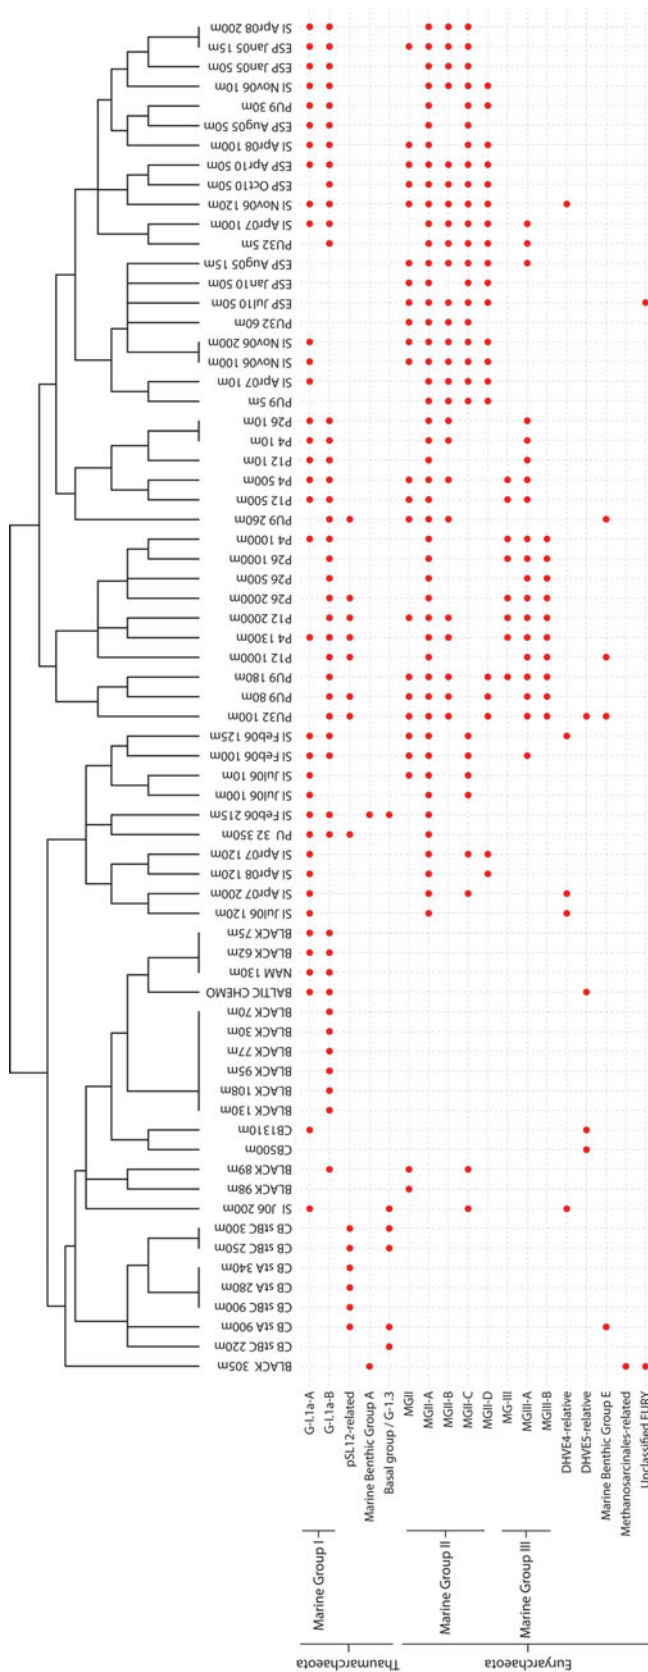 SI Apr08 200m
ESP Jan05 15m
ESP Jan05 50m
SI Nov06 10m
PU9 30m
ESP Aug05 50m
SI Apr08 100m
ESP Apr10 50m
ESP Oct10 50m
SI Nov06 120m
SI Apr07 100m
PU32 5m
ESP Aug05 15m
ESP Jan10 50m
ESP Jul10 50m
PU32 60m
SI Nov06 200m
SI Nov06 100m
SI Apr07 10m
PU9 5m
P26 10m
P4 10m
P12 10m
P4 500m
P12 500m
PU9 260m
P4 1000m
P26 1000m
P26 500m
P26 2000m
P12 2000m
P4 1300m
P12 1000m
PU9 180m
PU9 80m
PU32 100m
SI Feb06 125m
SI Feb06 100m
SI Jul06 10m
SI Jul06 100m
SI Feb06 215m
PU 32 350m
SI Apr07 120m
SI Apr08 120m
SI Apr07 200m
SI Jul06 120m
BLACK 75m
BLACK 62m
NAM 130m
BALTIC CHEMO
BLACK 70m
BLACK 30m
BLACK 77m
BLACK 95m
BLACK 108m
BLACK 130m
CB1310m
CB500m
BLACK 89m
BLACK 98m
SI J06 200m
CB stBC 300m
CB stBC 250m
CB stA 340m
CB stA 280m
CB stBC 900m
CB stA 900m
CB stBC 220m
BLACK 305m
G-I.1a-A
G-I.1a-B
pSL12-related
Marine Benthic Group A
Basal group / G-1.3
MGII
MGII-A
MGII-B
MGII-C
MGII-D
MG-III
MGIII-A
MGIII-B
DHVE4-relative
DHVE5-relative
Marine Benthic Group E
Methanosarcinales-related
Unclassified EURY
Marine Group I
Marine Group II
Marine Group III
Thaumarchaeota
Euryarchaeota